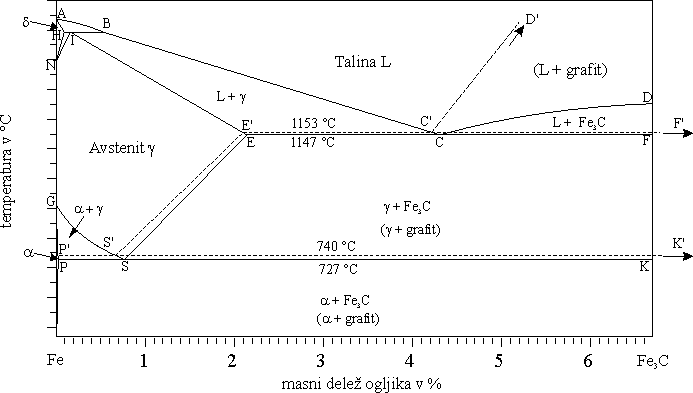 A
D'
δ
B
H
I
Talina L
(L + grafit)
N
L + γ
D
E'
1153 °C
C'
L + Fe₃C
F'
E
1147 °C
C
F
Avstenit γ
temperatura v °C
G
α + γ
γ + Fe₃C
(γ + grafit)
S'
P'
740 °C
K'
α
P
S
727 °C
K
α + Fe₃C
(α + grafit)
Fe 1 2 3 4 5 6 Fe₃C
masni delež ogljika v %